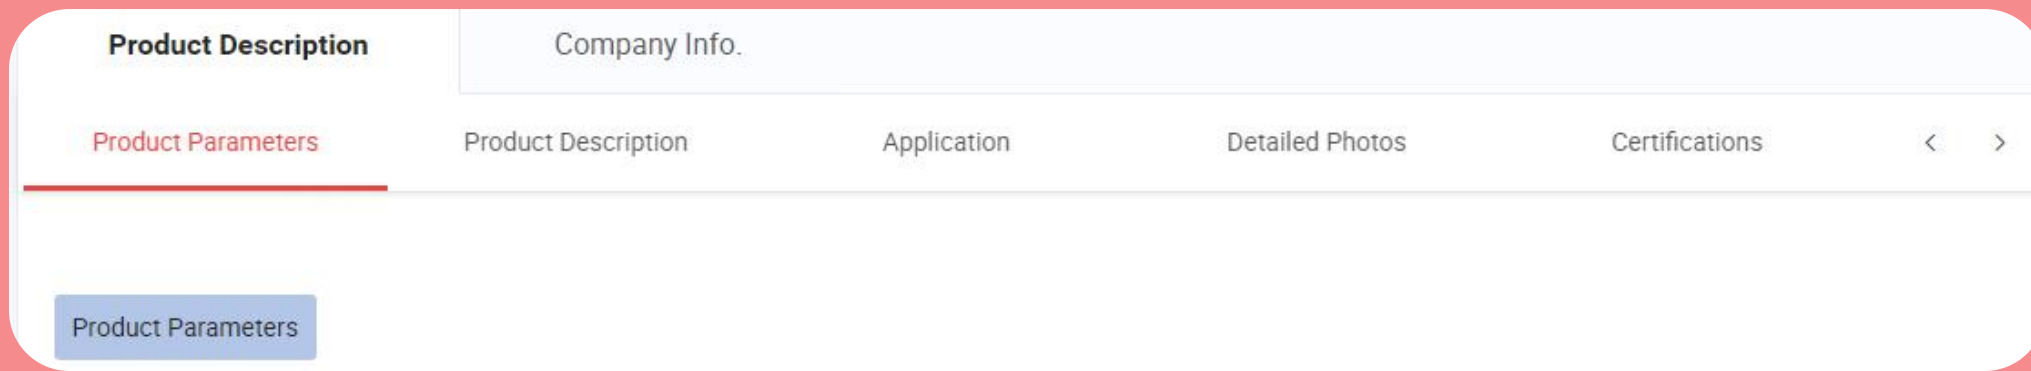 Product Description Company Info.
Product Parameters Product Description Application Detailed Photos Certifications < >
Product Parameters